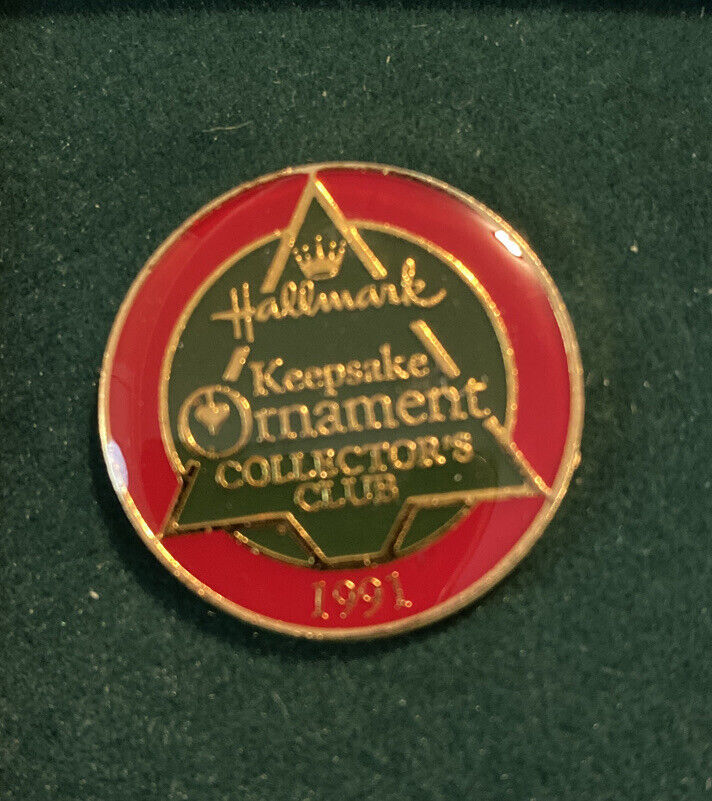 Hallmark
Keepsake
Ornament
COLLECTOR'S
CLUB
1991